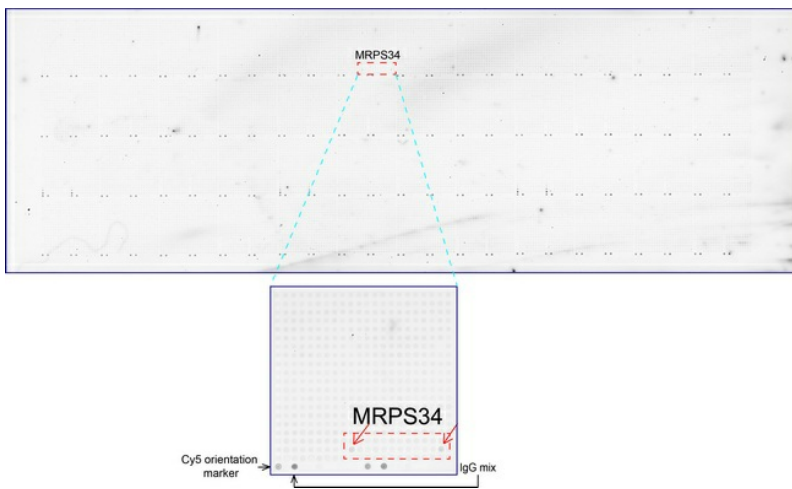 MRPS34
MRPS34
Cy5 orientation
marker
IgG mix